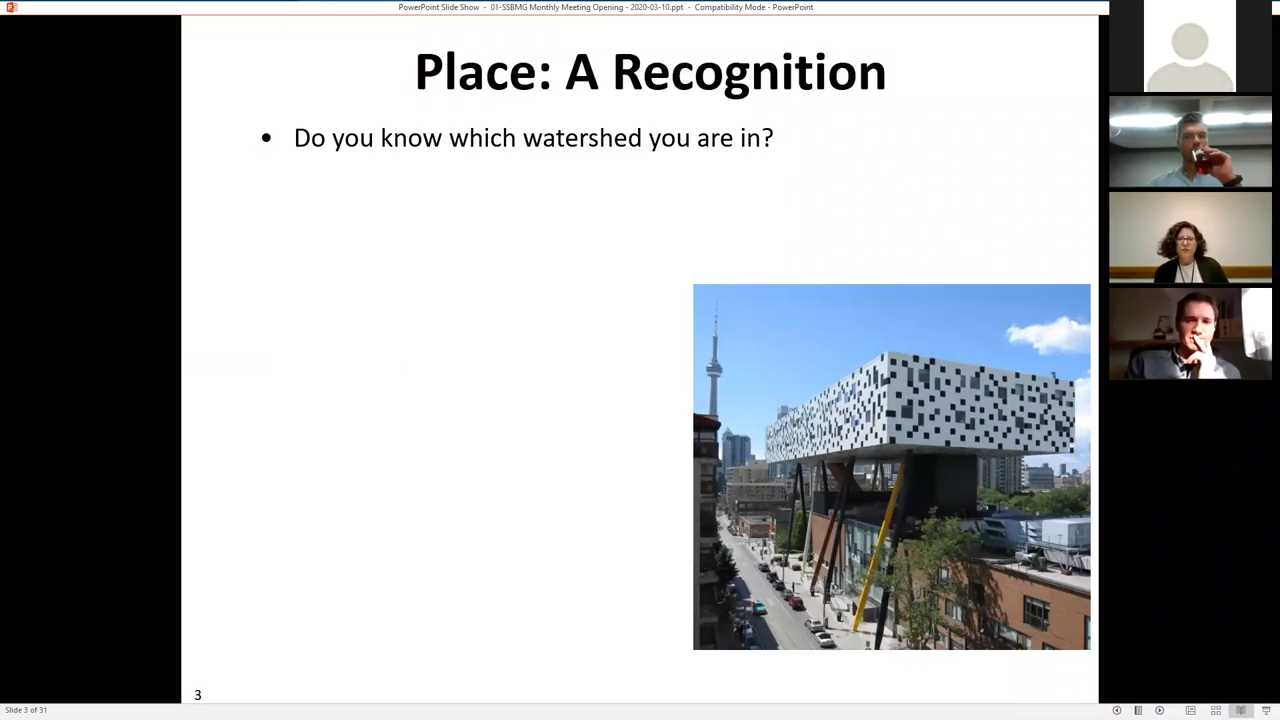 PowerPoint Slide Show - 01-SSBMG Monthly Meeting Opening - 2020-03-10.ppt - Compatibility Mode - PowerPoint
Place: A Recognition
• Do you know which watershed you are in?
3
Slide 3 of 31